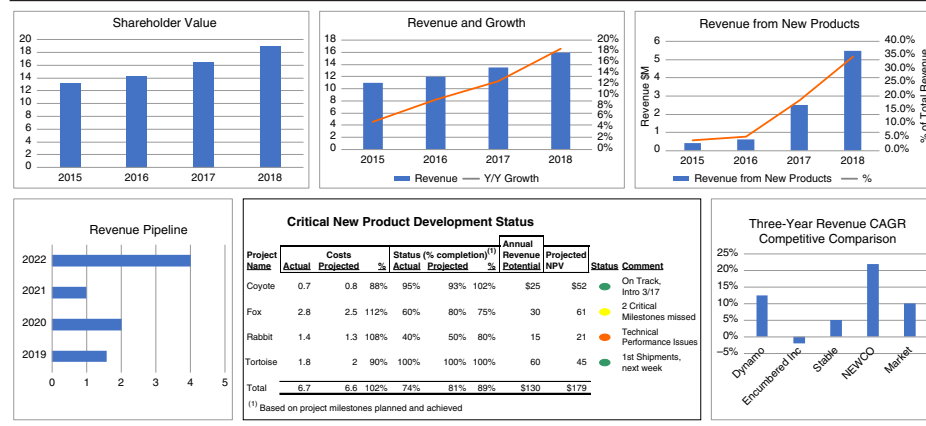 Shareholder Value
20
18
16
14
12
10
8
6
4
2
0
2015 2016 2017 2018
Revenue and Growth
18
16
14
12
10
8
6
4
2
0
20%
18%
16%
14%
12%
10%
8%
6%
4%
2%
0%
2015 2016 2017 2018
Revenue Y/Y Growth
Revenue from New Products
Revenue $M
6
5
4
3
2
1
0
40.0%
35.0%
30.0%
25.0%
20.0%
15.0%
10.0%
5.0%
0.0%
% of Total Revenue
2015 2016 2017 2018
Revenue from New Products %
Revenue Pipeline
2022
2021
2020
2019
0 1 2 3 4 5
Critical New Product Development Status
Annual
Project Costs Status (% completion)(1) Revenue Projected
Name Actual Projected % Actual Projected % Potential NPV Status Comment
Coyote 0.7 0.8 88% 95% 93% 102% $25 $52 On Track,
Intro 3/17
Fox 2.8 2.5 112% 60% 80% 75% 30 61 2 Critical
Milestones missed
Rabbit 1.4 1.3 108% 40% 50% 80% 15 21 Technical
Performance Issues
Tortoise 1.8 2 90% 100% 100% 100% 60 45 1st Shipments,
next week
Total 6.7 6.6 102% 74% 81% 89% $130 $179
(1) Based on project milestones planned and achieved
Three-Year Revenue CAGR
Competitive Comparison
25%
20%
15%
10%
5%
0%
−5%
Dynamo
Encumbered Inc
Stable
NEWCO
Market